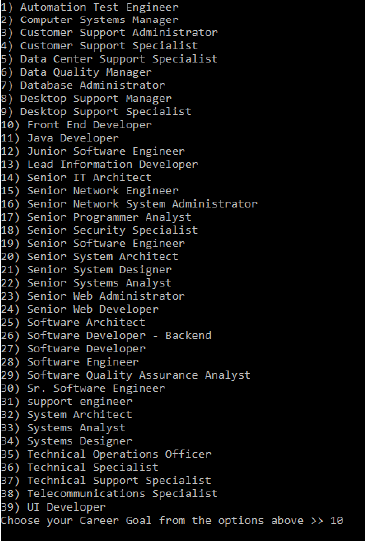 1) Automation Test Engineer
2) Computer Systems Manager
3) Customer Support Administrator
4) Customer Support Specialist
5) Data Center Support Specialist
6) Data Quality Manager
7) Database Administrator
8) Desktop Support Manager
9) Desktop Support Specialist
10) Front End Developer
11) Java Developer
12) Junior Software Engineer
13) Lead Information Developer
14) Senior IT Architect
15) Senior Network Engineer
16) Senior Network System Administrator
17) Senior Programmer Analyst
18) Senior Security Specialist
19) Senior Software Engineer
20) Senior System Architect
21) Senior System Designer
22) Senior Systems Analyst
23) Senior Web Administrator
24) Senior Web Developer
25) Software Architect
26) Software Developer - Backend
27) Software Developer
28) Software Engineer
29) Software Quality Assurance Analyst
30) Sr. Software Engineer
31) support engineer
32) System Architect
33) Systems Analyst
34) Systems Designer
35) Technical Operations Officer
36) Technical Specialist
37) Technical Support Specialist
38) Telecommunications Specialist
39) UI Developer
Choose your Career Goal from the options above >> 10